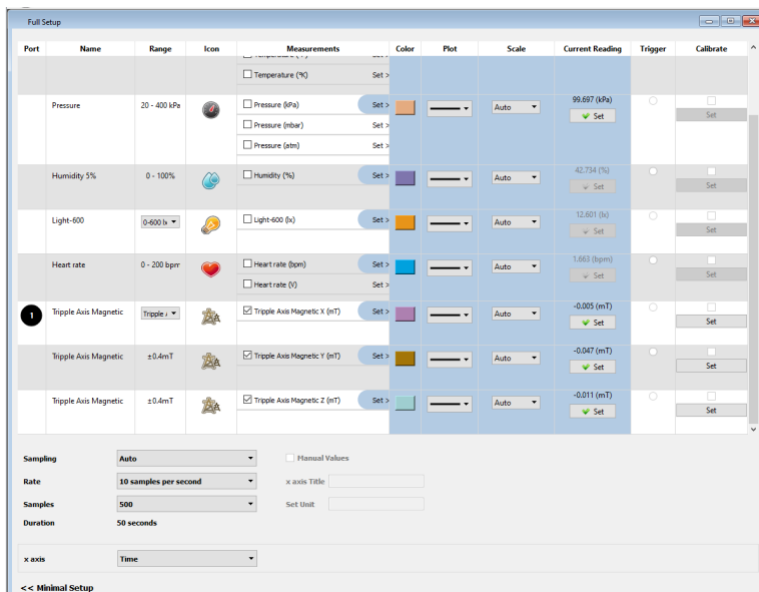 Full Setup
Port Name Range Icon Measurements Color Plot Scale Current Reading Trigger Calibrate
Temperature (°K) Set >
Pressure 20 - 400 kPa Pressure (kPa) Set > Auto 99.697 (kPa)
Set Set
Pressure (mbar) Set >
Pressure (atm) Set >
Humidity 5% 0 - 100% Humidity (%) Set > Auto 42.734 (%)
Set Set
Light-600 0-600 lx Light-600 (lx) Set > Auto 12.601 (lx)
Set Set
Heart rate 0 - 200 bpm Heart rate (bpm) Set > Auto 1.663 (bpm)
Heart rate (V) Set > Set Set
1 Tripple Axis Magnetic Tripple Tripple Axis Magnetic X (mT) Set > Auto -0.005 (mT)
Set Set
Tripple Axis Magnetic ±0.4mT Tripple Axis Magnetic Y (mT) Set > Auto -0.047 (mT)
Set Set
Tripple Axis Magnetic ±0.4mT Tripple Axis Magnetic Z (mT) Set > Auto -0.011 (mT)
Set Set
Sampling Auto Manual Values
Rate 10 samples per second x axis Title
Samples 500 Set Unit
Duration 50 seconds
x axis Time
<< Minimal Setup